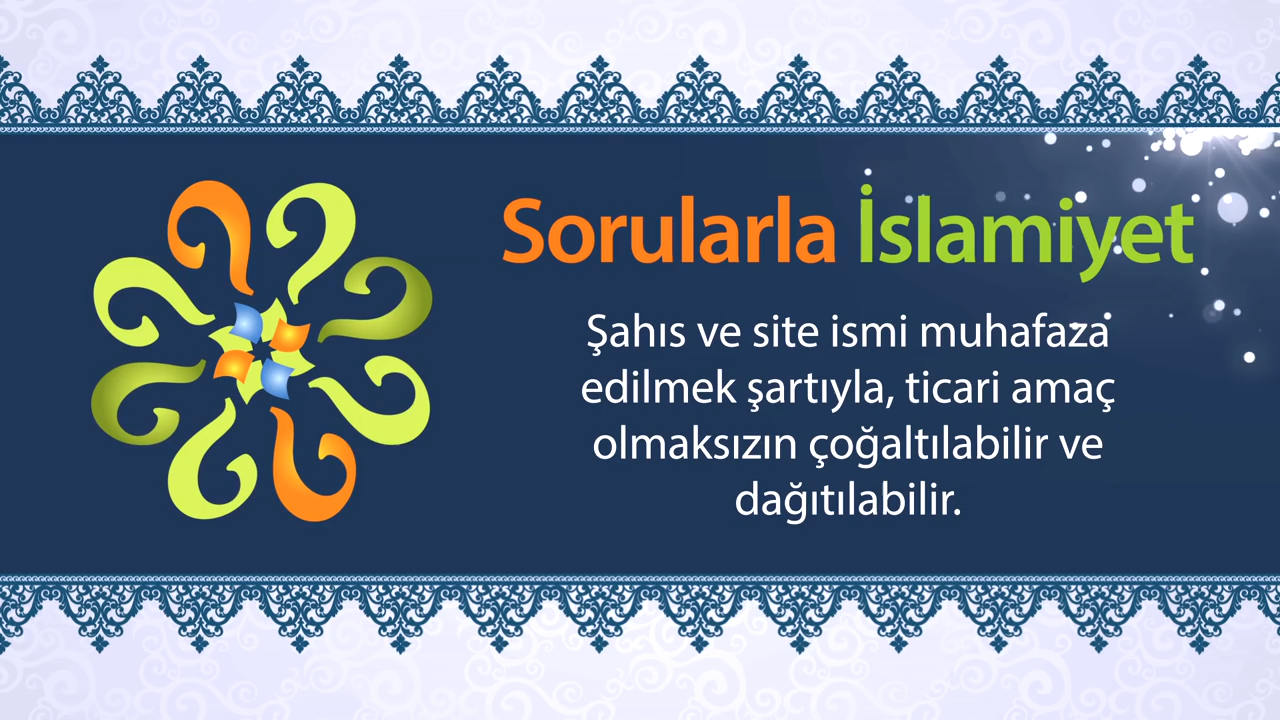 Sorularla İslamiyet
Şahıs ve site ismi muhafaza
edilmek şartıyla, ticari amaç
olmaksızın çoğaltılabilir ve
dağıtılabilir.